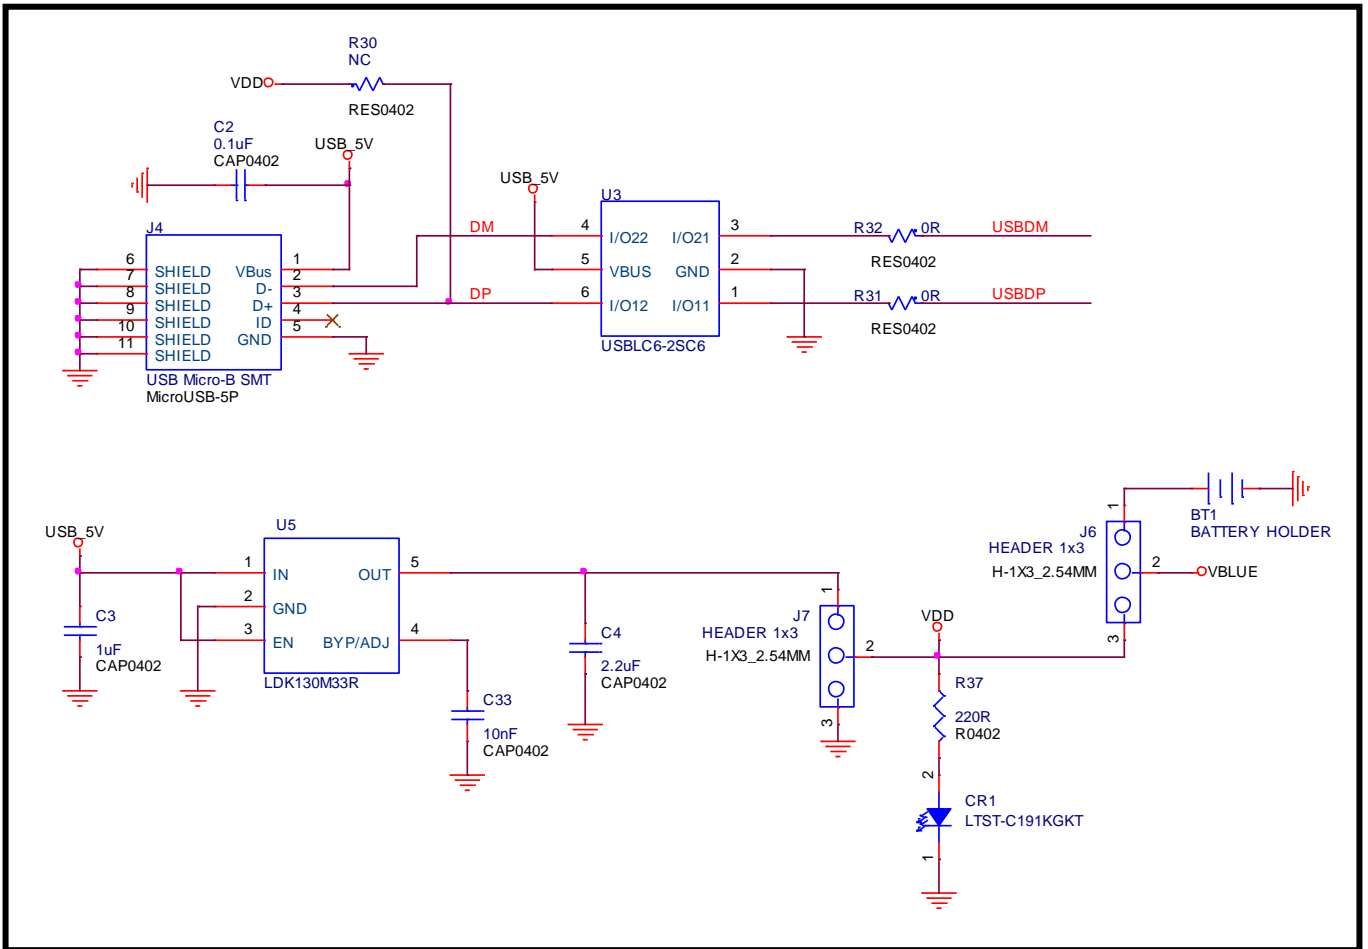 R30
NC
VDD
RES0402
C2
0.1uF
CAP0402
USB_5V
USB_5V
U3
J4
DM
4
I/O22
I/O21
3
R32
0R
USBDM
RES0402
5
VBUS
GND
2
DP
6
I/O12
I/O11
1
R31
0R
USBDP
RES0402
USBLC6-2SC6
6
SHIELD
VBus
1
7
SHIELD
D-
2
8
SHIELD
D+
3
9
SHIELD
ID
4
10
SHIELD
GND
5
11
SHIELD
USB Micro-B SMT
MicroUSB-5P
USB_5V
U5
1
IN
OUT
5
2
GND
3
EN
BYP/ADJ
4
LDK130M33R
C3
1uF
CAP0402
C33
10nF
CAP0402
C4
2.2uF
CAP0402
J7
HEADER 1x3
H-1X3_2.54MM
1
2
3
VDD
R37
220R
R0402
2
CR1
LTST-C191KGKT
1
J6
HEADER 1x3
H-1X3_2.54MM
1
2
3
VBLUE
BT1
BATTERY HOLDER